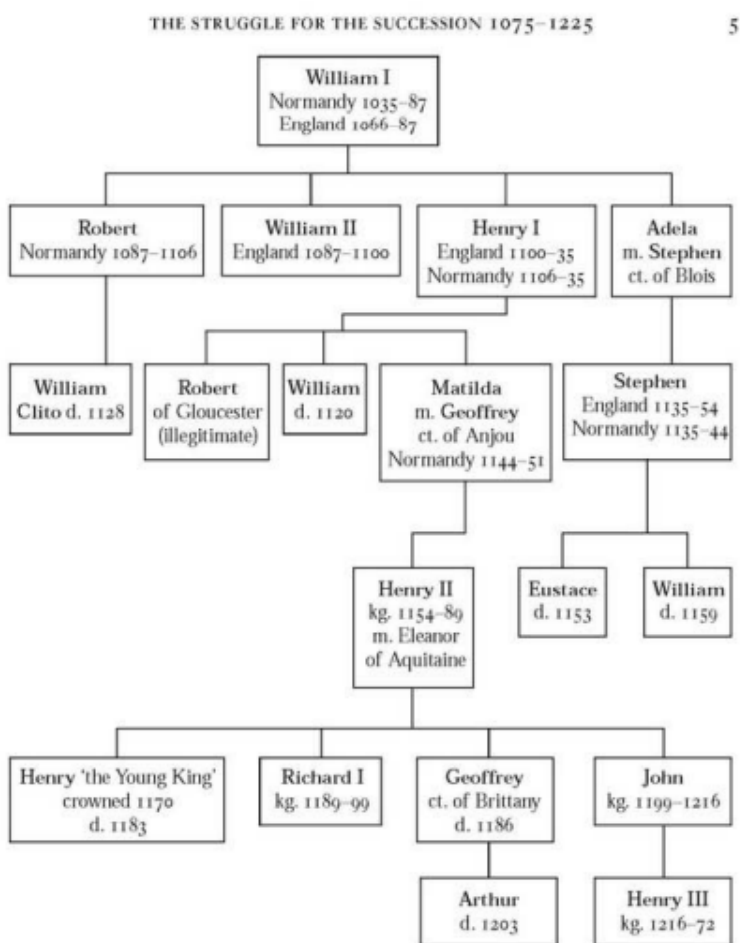 THE STRUGGLE FOR THE SUCCESSION 1075–1225
5
William I
Normandy 1035–87
England 1066–87
Robert
Normandy 1087–1106
William II
England 1087–1100
Henry I
England 1100–35
Normandy 1106–35
Adela
m. Stephen
ct. of Blois
William
Clito d. 1128
Robert
of Gloucester
(illegitimate)
William
d. 1120
Matilda
m. Geoffrey
ct. of Anjou
Normandy 1144–51
Stephen
England 1135–54
Normandy 1135–44
Henry II
kg. 1154–89
m. Eleanor
of Aquitaine
Eustace
d. 1153
William
d. 1159
Henry 'the Young King'
crowned 1170
d. 1183
Richard I
kg. 1189–99
Geoffrey
ct. of Brittany
d. 1186
John
kg. 1199–1216
Arthur
d. 1203
Henry III
kg. 1216–72